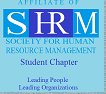 AFFILIATE OF
SHRM
SOCIETY FOR HUMAN
RESOURCE MANAGEMENT
Student Chapter
Leading People
Leading Organizations